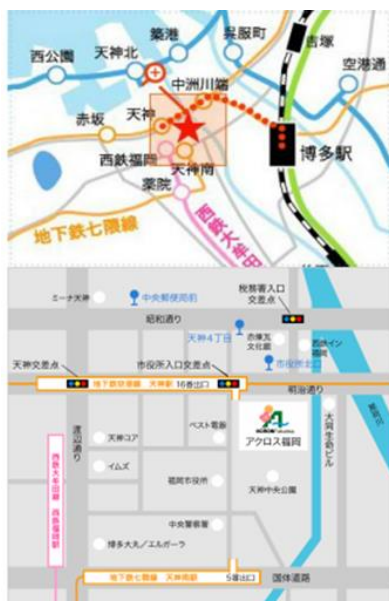 築港
呉服町
吉塚
西公園
天神北
空港通
中洲川端
赤坂
天神
博多駅
西鉄福岡
天神南
薬院
地下鉄七隈線
西鉄大牟田
税務署入口
交差点
ミーナ天神
中央郵便局前
昭和通り
天神4丁目
赤煉瓦
文化館
西鉄イン
福岡
市役所北口
天神交差点
市役所入口交差点
地下鉄空港線 天神駅 16番出口
明治通り
渡辺通り
天神コア
ベスト電器
アクロス福岡
大同生命ビル
イムズ
福岡市役所
天神中央公園
西鉄大牟田線 西鉄福岡駅
中央警察署
博多大丸/エルガーラ
地下鉄七隈線 天神南駅
5番出口
国体道路